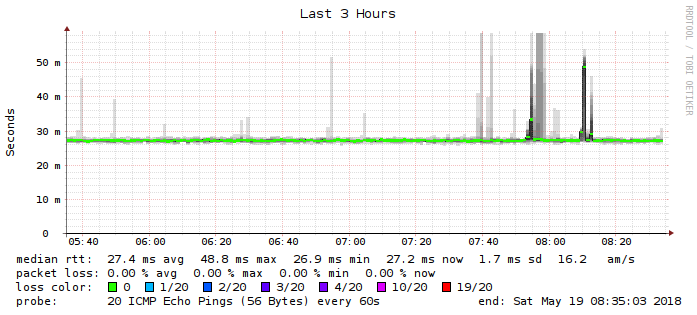 Last 3 Hours
RRDTOOL / TOBI OETIKER
Seconds
50 m
40 m
30 m
20 m
10 m
0
05:40 06:00 06:20 06:40 07:00 07:20 07:40 08:00 08:20
median rtt: 27.4 ms avg 48.8 ms max 26.9 ms min 27.2 ms now 1.7 ms sd 16.2 am/s
packet loss: 0.00 % avg 0.00 % max 0.00 % min 0.00 % now
loss color: 0 1/20 2/20 3/20 4/20 10/20 19/20
probe: 20 ICMP Echo Pings (56 Bytes) every 60s end: Sat May 19 08:35:03 2018